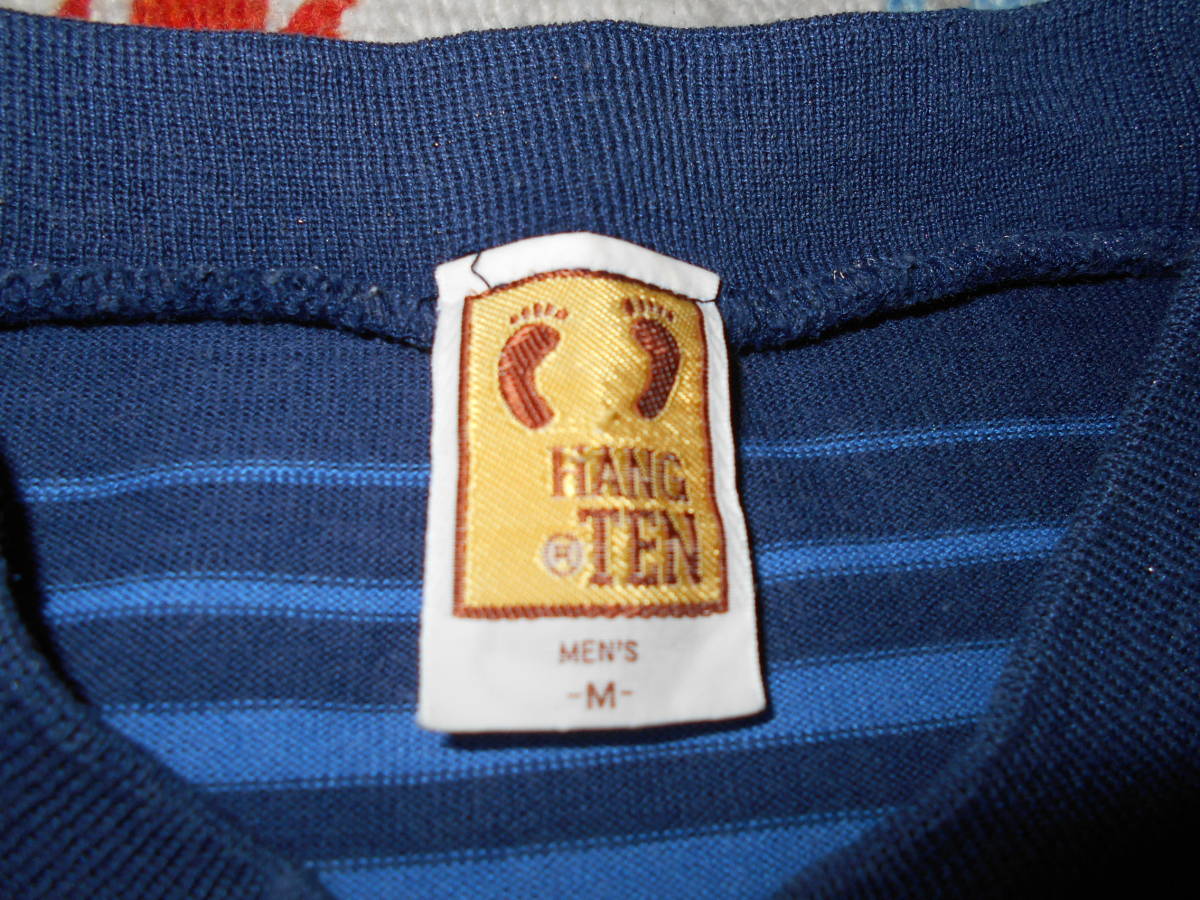 HANG
® TEN
MEN'S
-M-